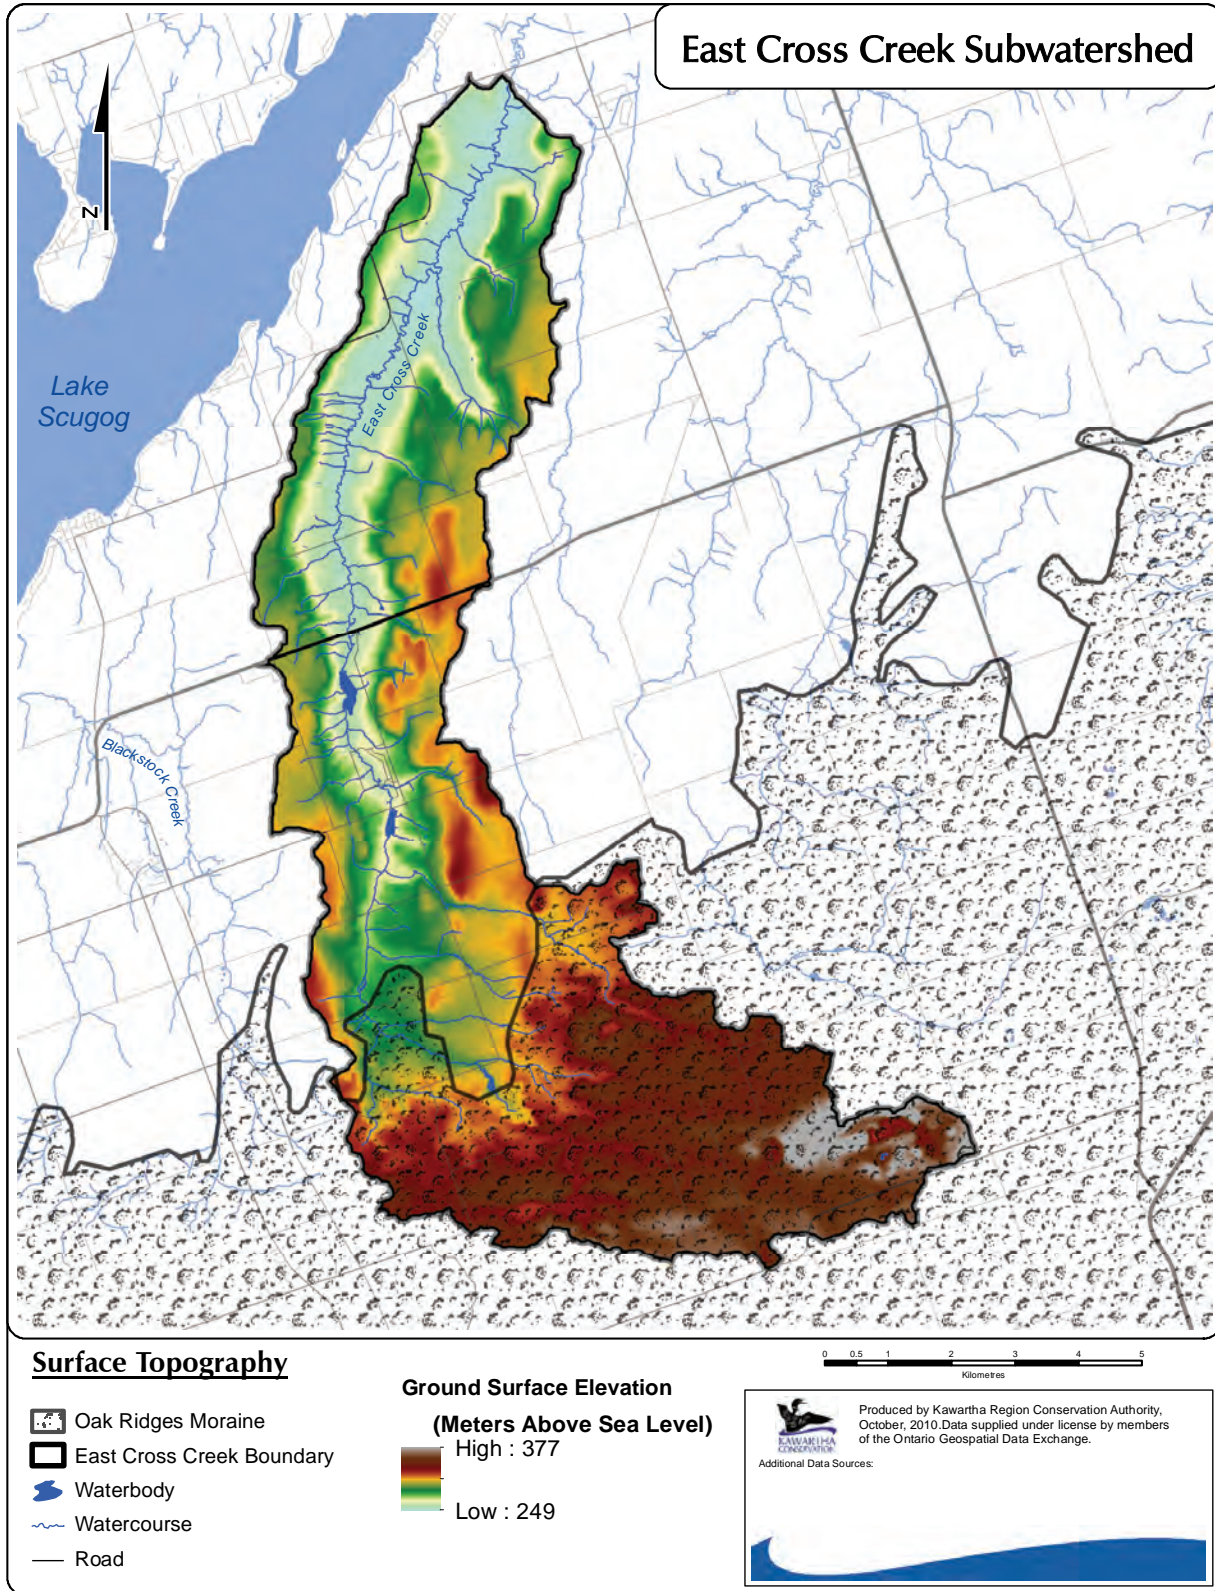 East Cross Creek Subwatershed
N
Lake
Scugog
East Cross Creek
Blackstock Creek
Surface Topography
Oak Ridges Moraine
East Cross Creek Boundary
Waterbody
Watercourse
Road
Ground Surface Elevation
(Meters Above Sea Level)
High : 377
Low : 249
0 0.5 1 2 3 4 5
Kilometres
KAWARTHA
CONSERVATION
Produced by Kawartha Region Conservation Authority,
October, 2010.Data supplied under license by members
of the Ontario Geospatial Data Exchange.
Additional Data Sources: